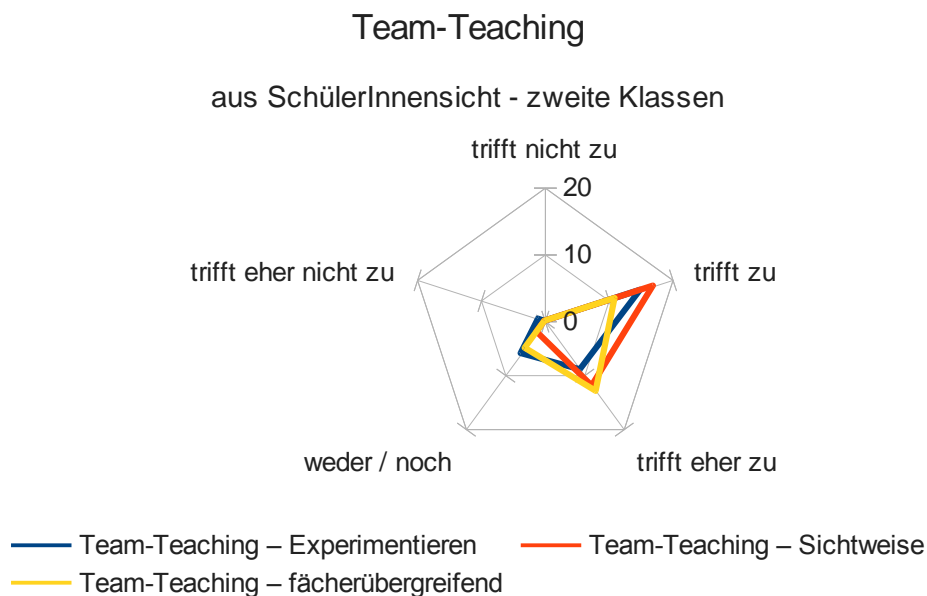 Team-Teaching
aus SchülerInnensicht - zweite Klassen
trifft nicht zu
20
trifft eher nicht zu
10
trifft zu
0
weder / noch
trifft eher zu
Team-Teaching – Experimentieren
Team-Teaching – Sichtweise
Team-Teaching – fächerübergreifend